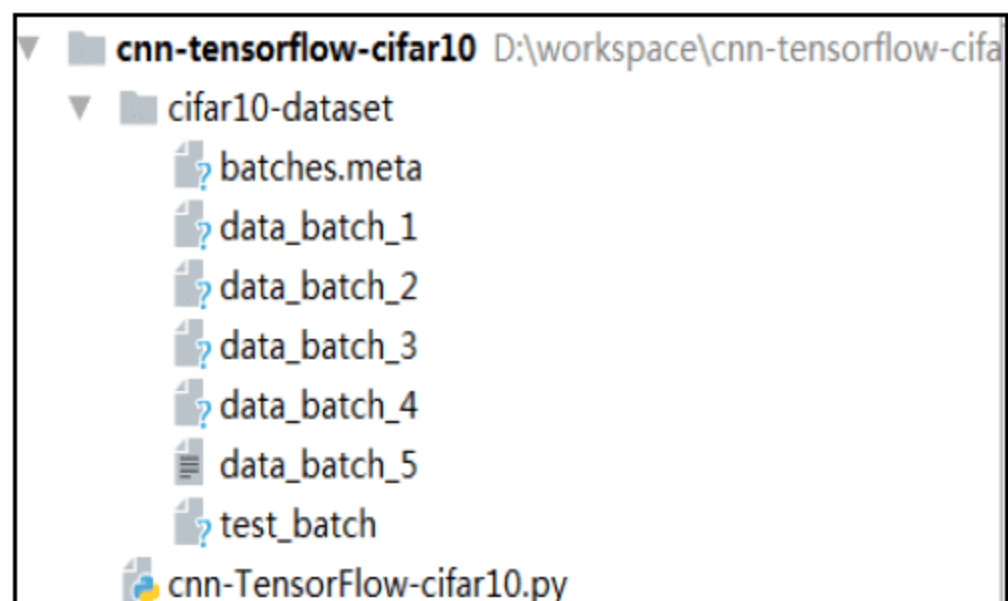 cnn-tensorflow-cifar10 D:\workspace\cnn-tensorflow-cifa
cifar10-dataset
batches.meta
data_batch_1
data_batch_2
data_batch_3
data_batch_4
data_batch_5
test_batch
cnn-TensorFlow-cifar10.py